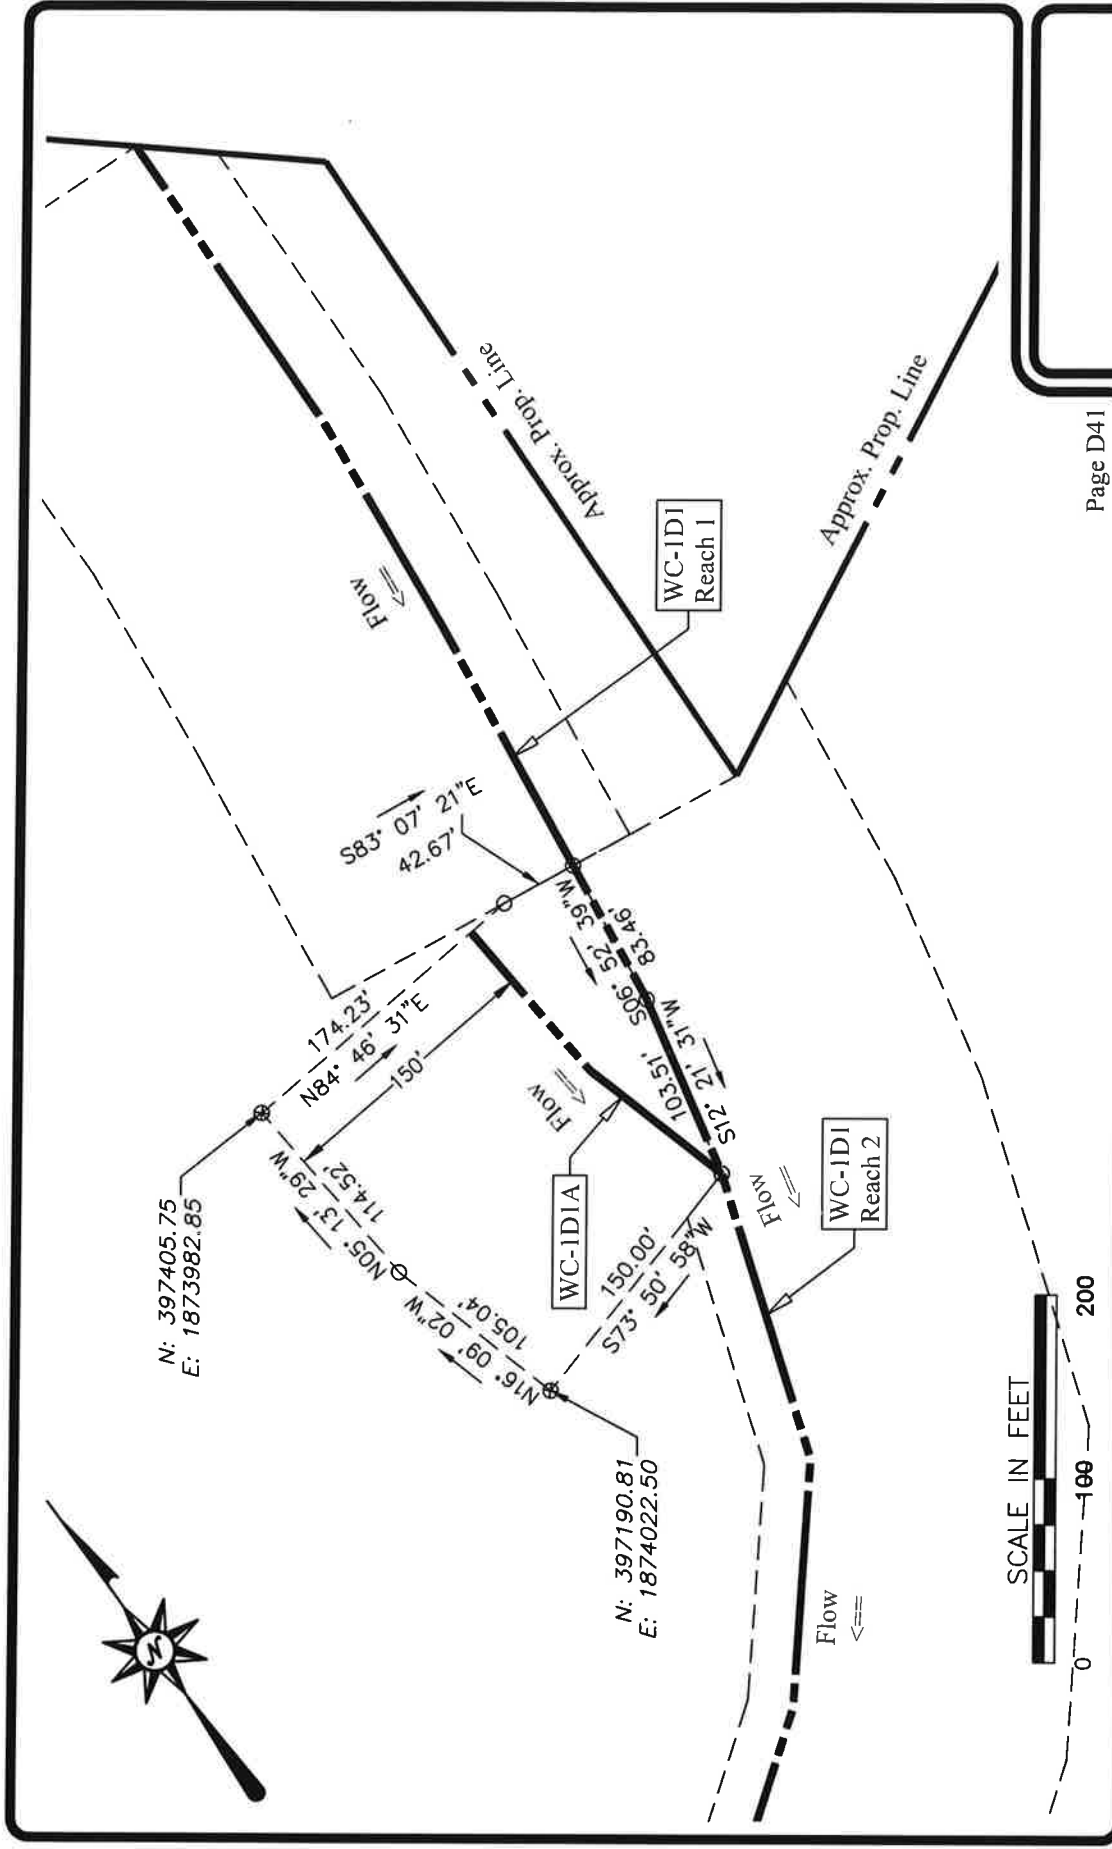 N: 397405.75
E: 1873982.85
N84° 46' 31"E
174.23'
150'
N05° 13' 29"W
114.52'
N16° 09' 02"W
105.04'
N: 397190.81
E: 1874022.50
150.00'
S73° 50' 58"W
WC-1D1A
Flow
S83° 07' 21"E
42.67'
Flow
S06° 52' 39"W
83.46'
103.51'
S12° 21' 31"W
Flow
WC-1D1
Reach 1
WC-1D1
Reach 2
Approx. Prop. Line
Approx. Prop. Line
Flow
SCALE IN FEET
0 100 200
N
Page D41